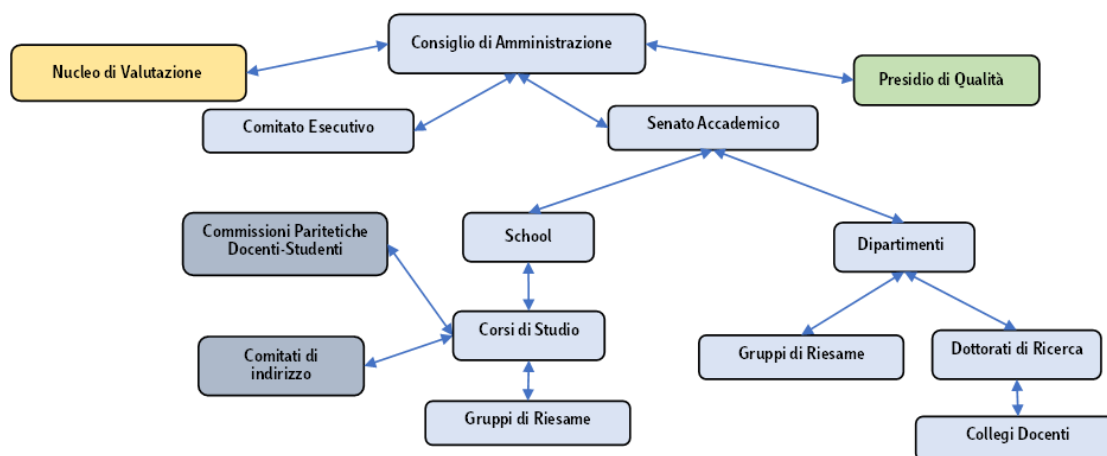 Consiglio di Amministrazione
Nucleo di Valutazione
Presidio di Qualità
Comitato Esecutivo
Senato Accademico
Commissioni Paritetiche
Docenti-Studenti
School
Dipartimenti
Corsi di Studio
Comitati di
indirizzo
Gruppi di Riesame
Dottorati di Ricerca
Gruppi di Riesame
Collegi Docenti